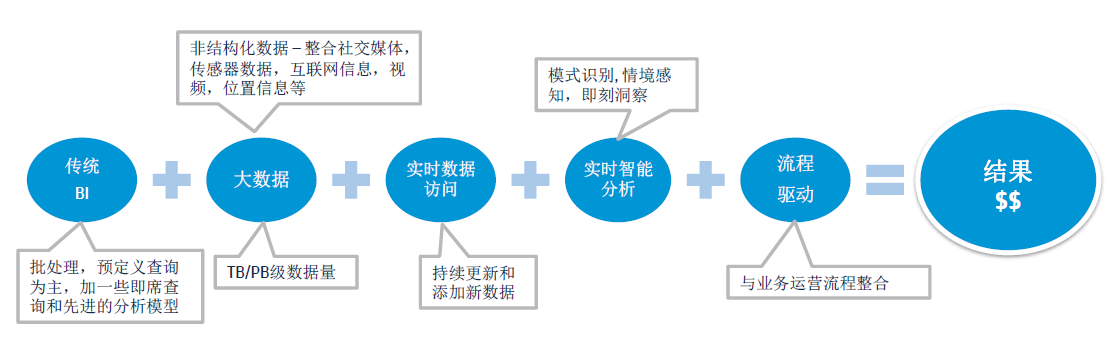 非结构化数据 – 整合社交媒体，
传感器数据，互联网信息，视
频，位置信息等
模式识别,情境感
知，即刻洞察
传统
BI
大数据
实时数据
访问
实时智能
分析
流程
驱动
结果
$$
批处理，预定义查询
为主，加一些即席查
询和先进的分析模型
TB/PB级数据量
持续更新和
添加新数据
与业务运营流程整合